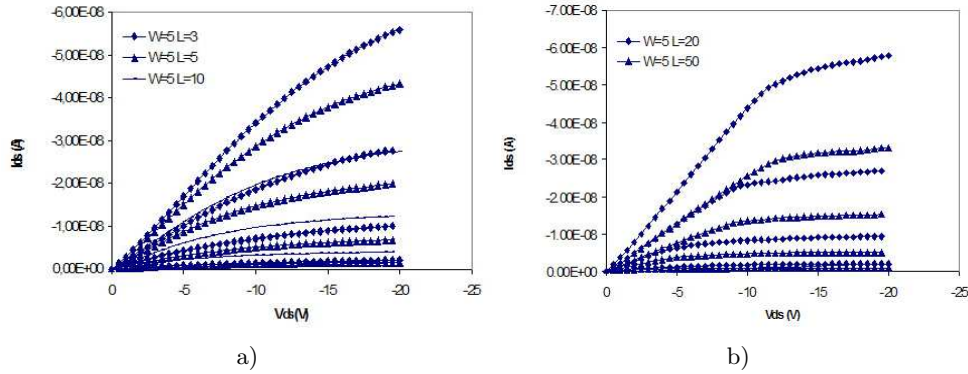 -6.00E-08
-5.00E-08
-4.00E-08
-3.00E-08
-2.00E-08
-1.00E-08
0.00E+00
Ids (A)
W=5 L=3
W=5 L=5
W=5 L=10
0 -5 -10 -15 -20 -25
Vds (V)
a)
-7.00E-08
-6.00E-08
-5.00E-08
-4.00E-08
-3.00E-08
-2.00E-08
-1.00E-08
0.00E+00
Ids (A)
W=5 L=20
W=5 L=50
0 -5 -10 -15 -20 -25
Vds (V)
b)